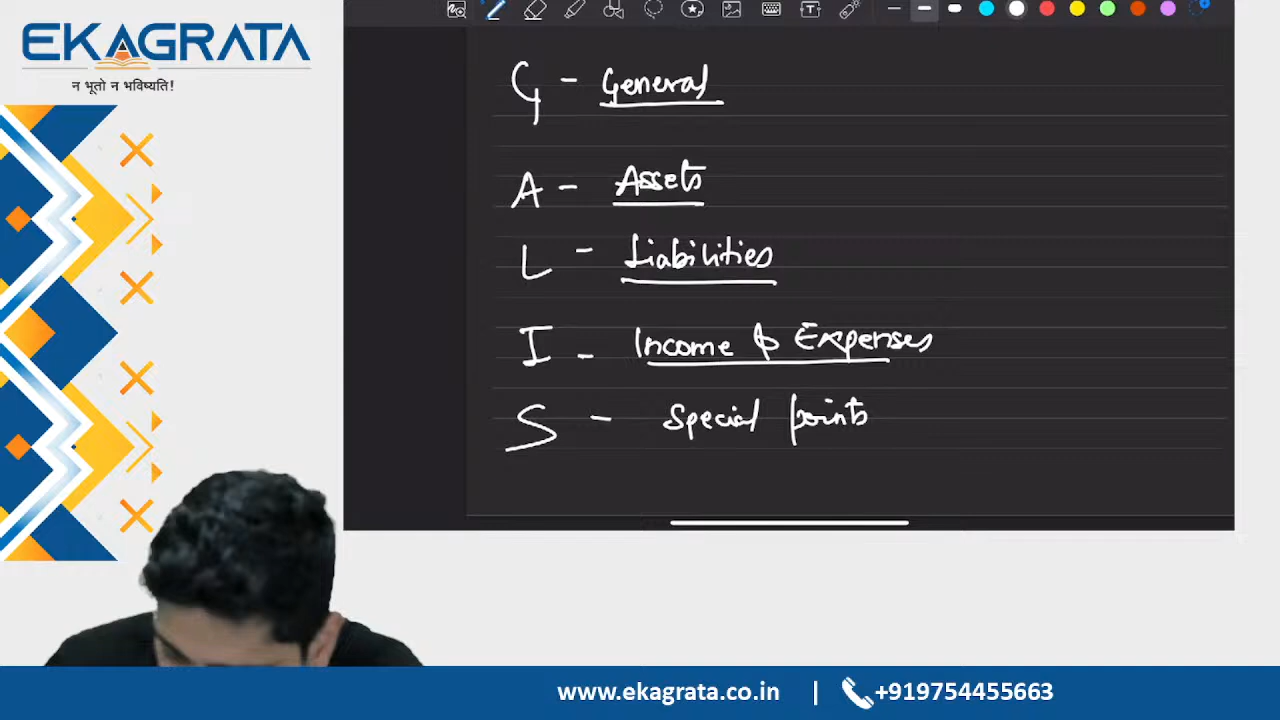 EKAGRATA
न भूतो न भविष्यति!
G - General
A - Assets
L - Liabilities
I - Income & Expenses
S - Special points
www.ekagrata.co.in | +919754455663